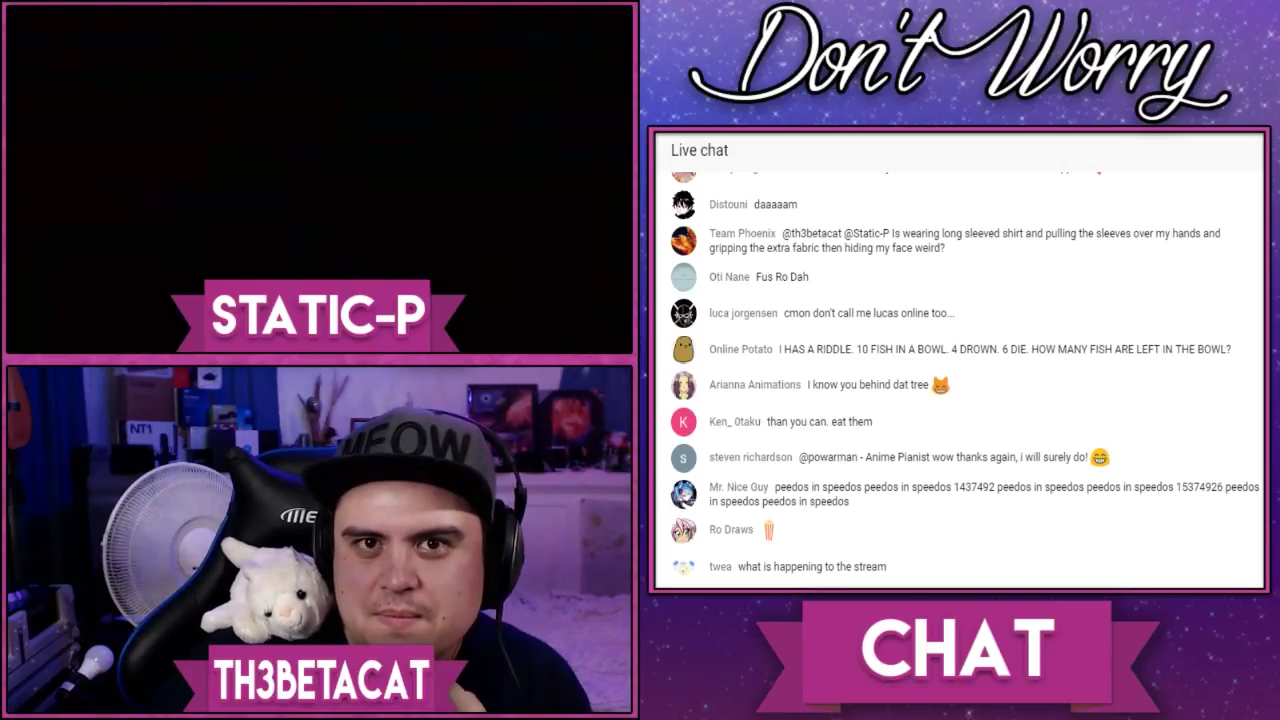 Don't Worry
Live chat
Distouni daaaaam
Team Phoenix @th3betacat @Static-P Is wearing long sleeved shirt and pulling the sleeves over my hands and
gripping the extra fabric then hiding my face weird?
Oti Nane Fus Ro Dah
luca jorgensen cmon don't call me lucas online too...
Online Potato I HAS A RIDDLE. 10 FISH IN A BOWL. 4 DROWN. 6 DIE. HOW MANY FISH ARE LEFT IN THE BOWL?
Arianna Animations I know you behind dat tree
K Ken_ Otaku than you can. eat them
s steven richardson @powarman - Anime Pianist wow thanks again, i will surely do!
Mr. Nice Guy peedos in speedos peedos in speedos 1437492 peedos in speedos peedos in speedos 15374926 peedos
in speedos peedos in speedos
Ro Draws
twea what is happening to the stream
CHAT
STATIC-P
NT1
MEOW
TH3BETACAT